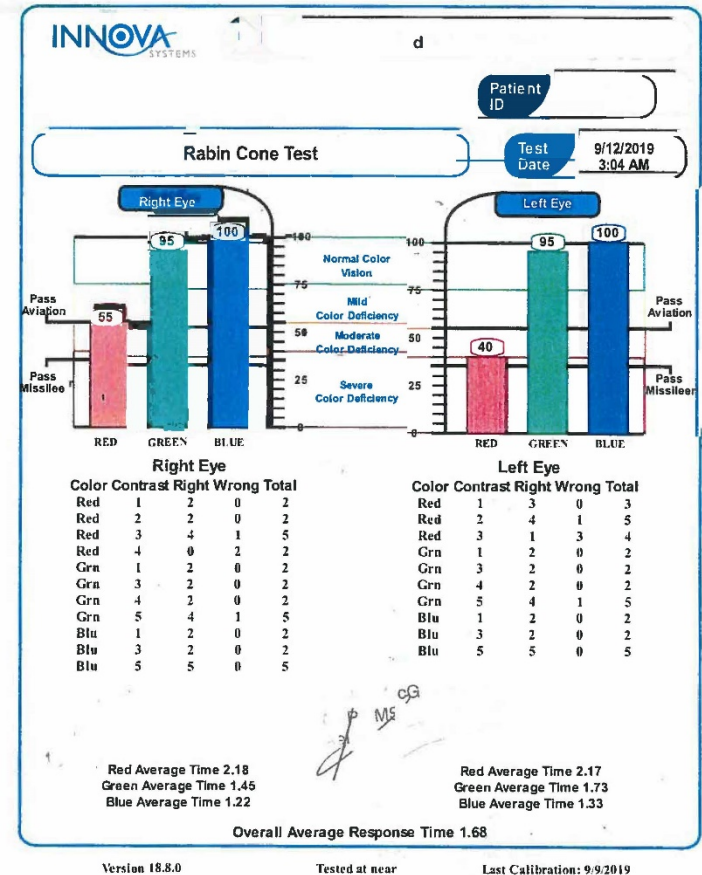 INNOVA
SYSTEMS
d
Patient
ID
Rabin Cone Test
Test
Date
9/12/2019
3:04 AM
Right Eye
Left Eye
95
100
55
100
75
50
25
0
Normal Color
Vision
Mild
Color Deficiency
Moderate
Color Deficiency
Severe
Color Deficiency
100
75
50
25
0
95
100
40
Pass
Aviation
Pass
Missileer
Pass
Aviation
Pass
Missileer
RED GREEN BLUE
RED GREEN BLUE
Right Eye
Color Contrast Right Wrong Total
Red 1 2 0 2
Red 2 2 0 2
Red 3 4 1 5
Red 4 0 2 2
Grn 1 2 0 2
Grn 3 2 0 2
Grn 4 2 0 2
Grn 5 4 1 5
Blu 1 2 0 2
Blu 3 2 0 2
Blu 5 5 0 5
Left Eye
Color Contrast Right Wrong Total
Red 1 3 0 3
Red 2 4 1 5
Red 3 1 3 4
Grn 1 2 0 2
Grn 3 2 0 2
Grn 4 2 0 2
Grn 5 4 1 5
Blu 1 2 0 2
Blu 3 2 0 2
Blu 5 5 0 5
Red Average Time 2.18
Green Average Time 1.45
Blue Average Time 1.22
Red Average Time 2.17
Green Average Time 1.73
Blue Average Time 1.33
Overall Average Response Time 1.68
Version 18.8.0
Tested at near
Last Calibration: 9/9/2019